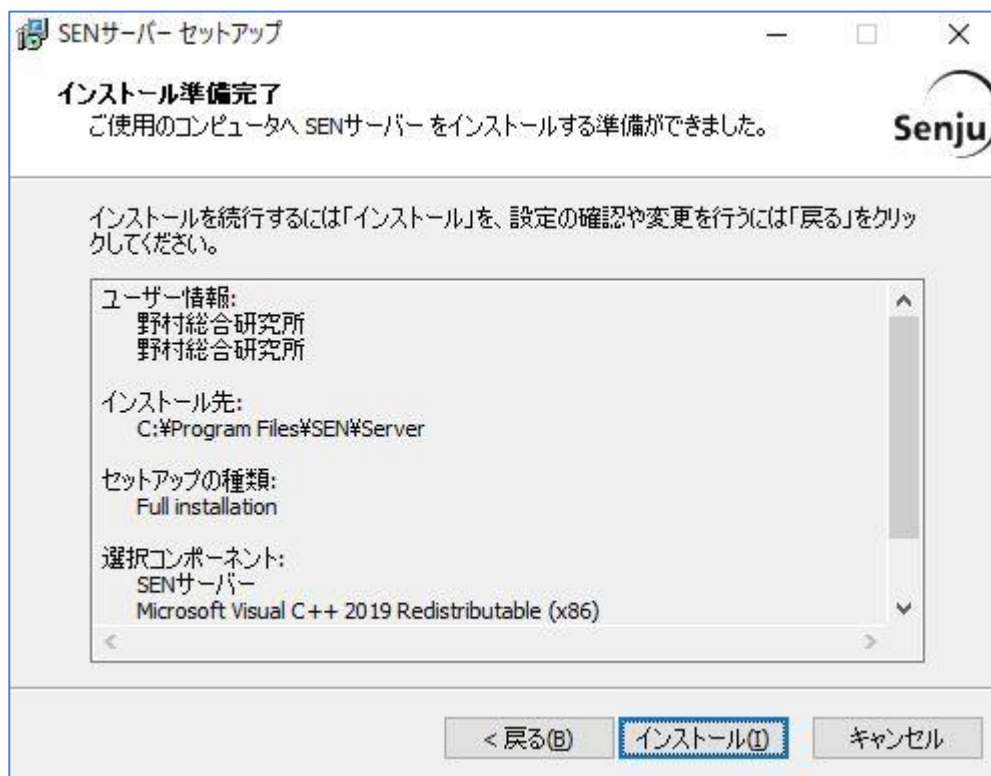 SENサーバー セットアップ
インストール準備完了
ご使用のコンピュータへ SENサーバー をインストールする準備ができました。
Senju
インストールを続行するには「インストール」を、設定の確認や変更を行うには「戻る」をクリッ
クしてください。
ユーザー情報:
野村総合研究所
野村総合研究所
インストール先:
C:¥Program Files¥SEN¥Server
セットアップの種類:
Full installation
選択コンポーネント:
SENサーバー
Microsoft Visual C++ 2019 Redistributable (x86)
< 戻る(B)
インストール(I)
キャンセル